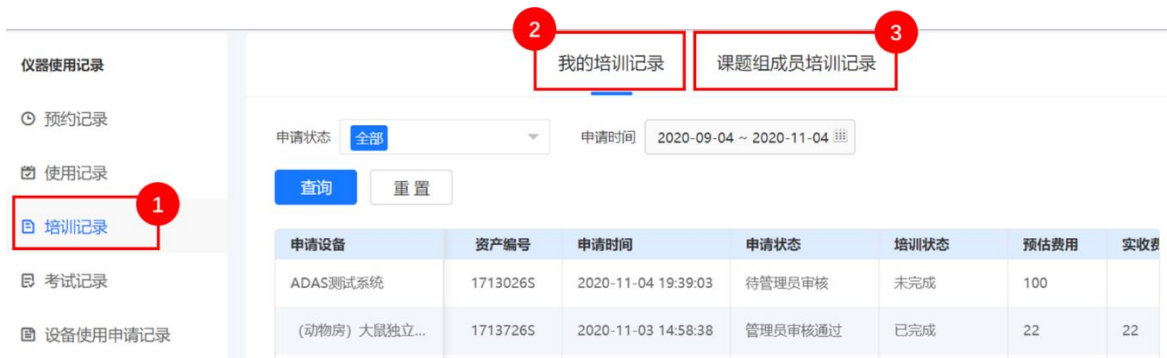 仪器使用记录
预约记录
使用记录
1
培训记录
考试记录
设备使用申请记录
2
3
我的培训记录 课题组成员培训记录
申请状态 全部 申请时间 2020-09-04 ~ 2020-11-04
查询 重置
申请设备 资产编号 申请时间 申请状态 培训状态 预估费用 实收费
ADAS测试系统 1713026S 2020-11-04 19:39:03 待管理员审核 未完成 100
（动物房）大鼠独立... 1713726S 2020-11-03 14:58:38 管理员审核通过 已完成 22 22